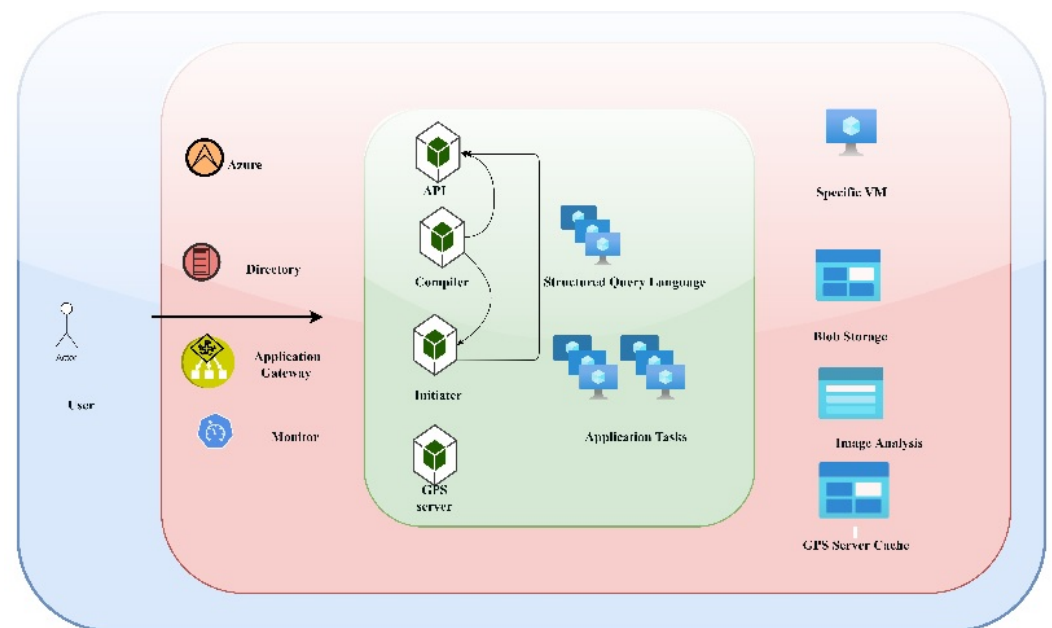 Azure
Directory
Actor
User
Application
Gateway
Monitor
API
Compiler
Initiater
GPS
server
Structured Query Language
Application Tasks
Specific VM
Blob Storage
Image Analysis
GPS Server Cache